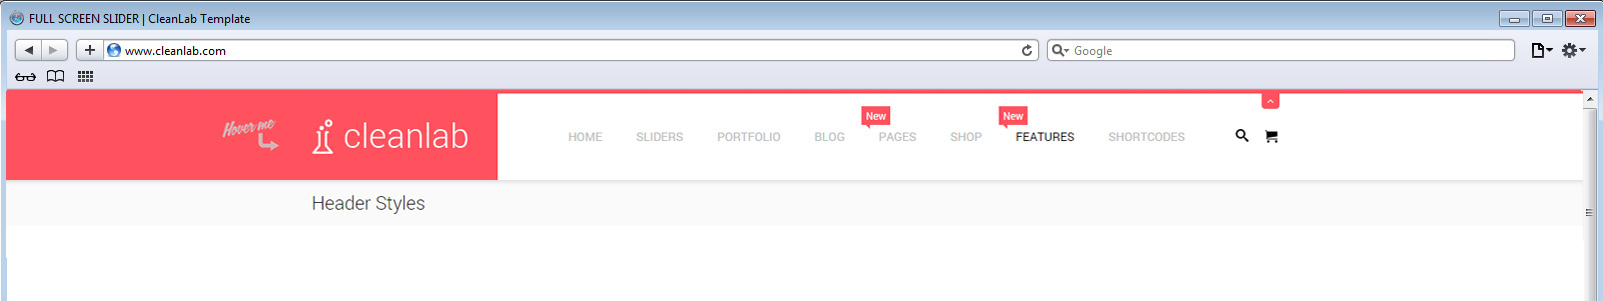 FULL SCREEN SLIDER | CleanLab Template
www.cleanlab.com
Google
New New
Hover me cleanlab HOME SLIDERS PORTFOLIO BLOG PAGES SHOP FEATURES SHORTCODES
Header Styles